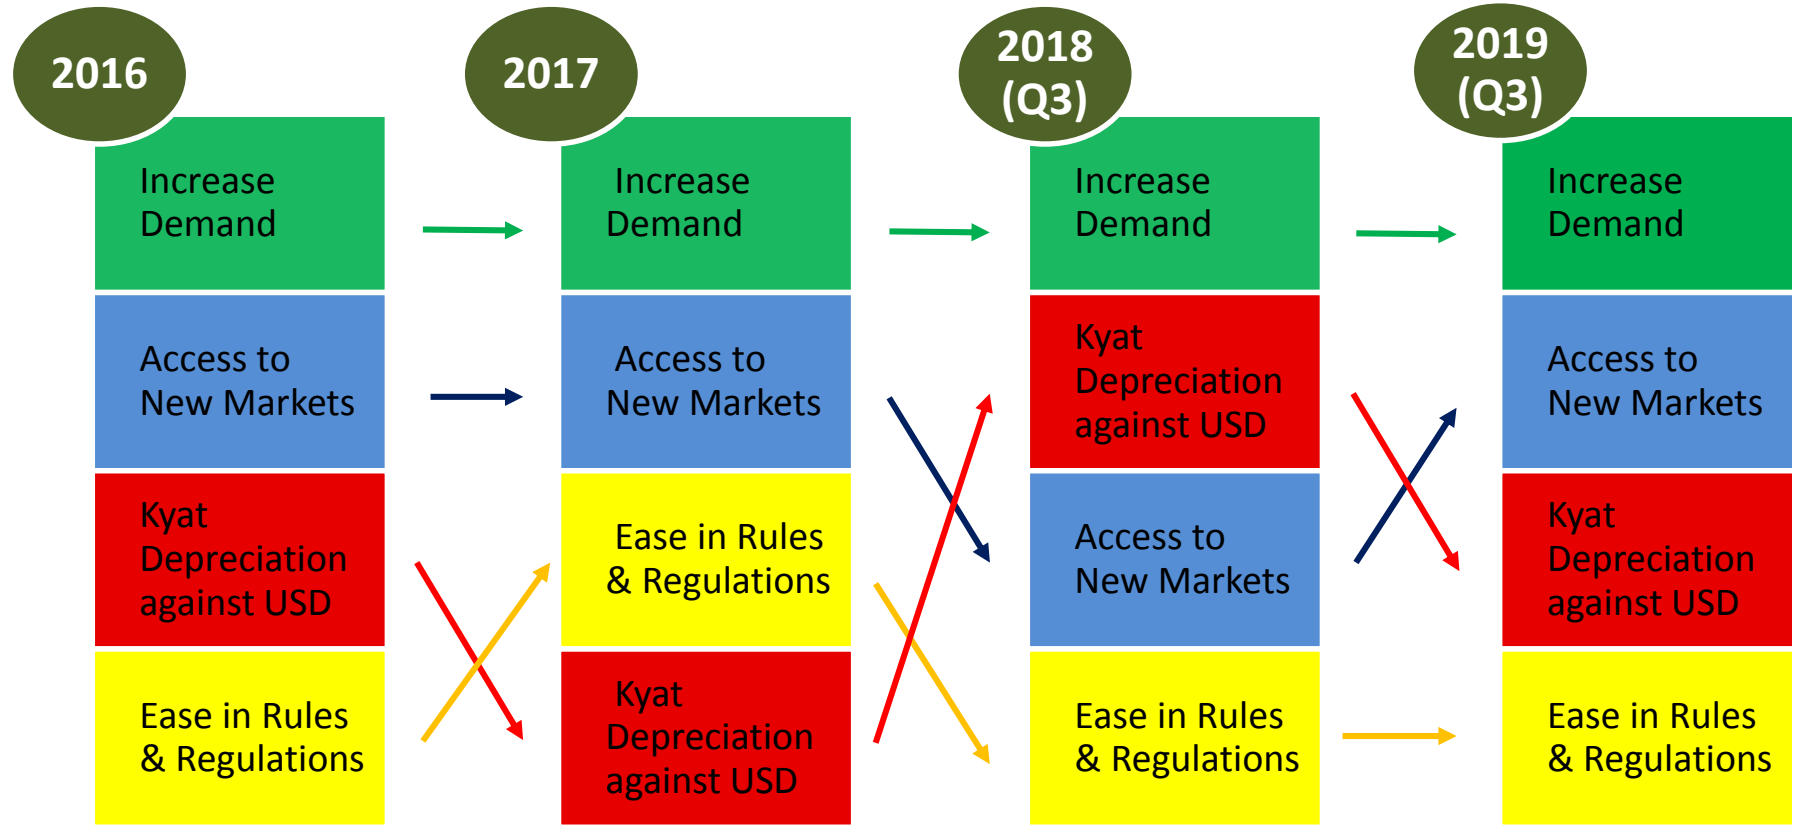 2016
2017
2018
(Q3)
2019
(Q3)
Increase
Demand
Access to
New Markets
Kyat
Depreciation
against USD
Ease in Rules
& Regulations
Increase
Demand
Access to
New Markets
Ease in Rules
& Regulations
Kyat
Depreciation
against USD
Increase
Demand
Kyat
Depreciation
against USD
Access to
New Markets
Ease in Rules
& Regulations
Increase
Demand
Access to
New Markets
Kyat
Depreciation
against USD
Ease in Rules
& Regulations